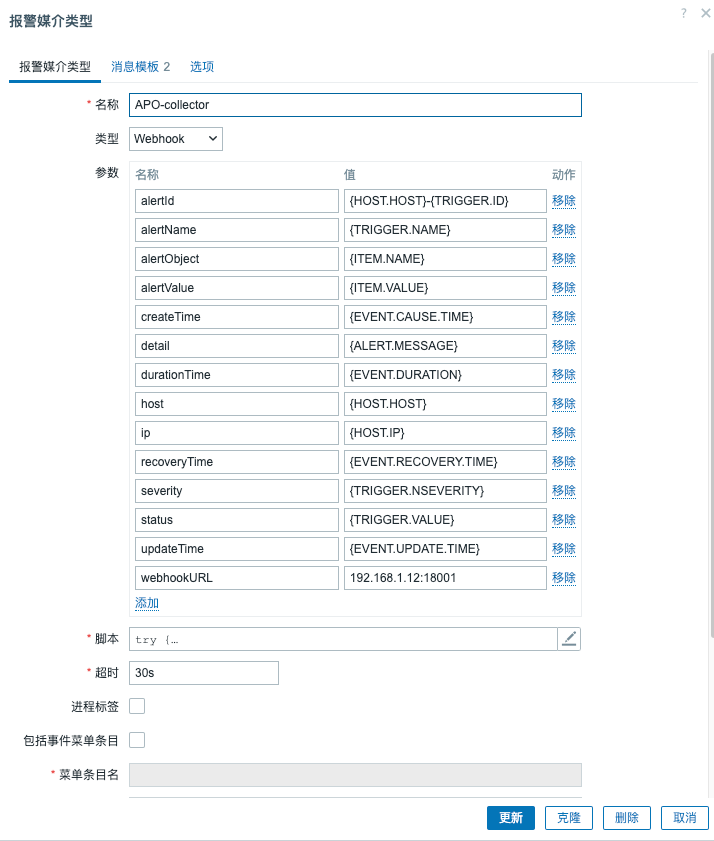 报警媒介类型
? ×
报警媒介类型 消息模板 2 选项
* 名称 APO-collector
类型 Webhook
参数 名称 值 动作
alertId {HOST.HOST}-{TRIGGER.ID} 移除
alertName {TRIGGER.NAME} 移除
alertObject {ITEM.NAME} 移除
alertValue {ITEM.VALUE} 移除
createTime {EVENT.CAUSE.TIME} 移除
detail {ALERT.MESSAGE} 移除
durationTime {EVENT.DURATION} 移除
host {HOST.HOST} 移除
ip {HOST.IP} 移除
recoveryTime {EVENT.RECOVERY.TIME} 移除
severity {TRIGGER.NSEVERITY} 移除
status {TRIGGER.VALUE} 移除
updateTime {EVENT.UPDATE.TIME} 移除
webhookURL 192.168.1.12:18001 移除
添加
* 脚本 try {…
* 超时 30s
进程标签
包括事件菜单条目
* 菜单条目名
更新 克隆 删除 取消